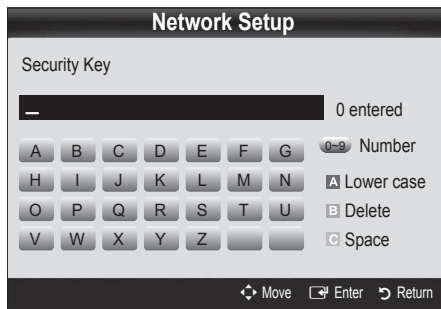 Network Setup
Security Key
_ 0 entered
A B C D E F G 0~9 Number
H I J K L M N A Lower case
O P Q R S T U B Delete
V W X Y Z C Space
Move Enter Return